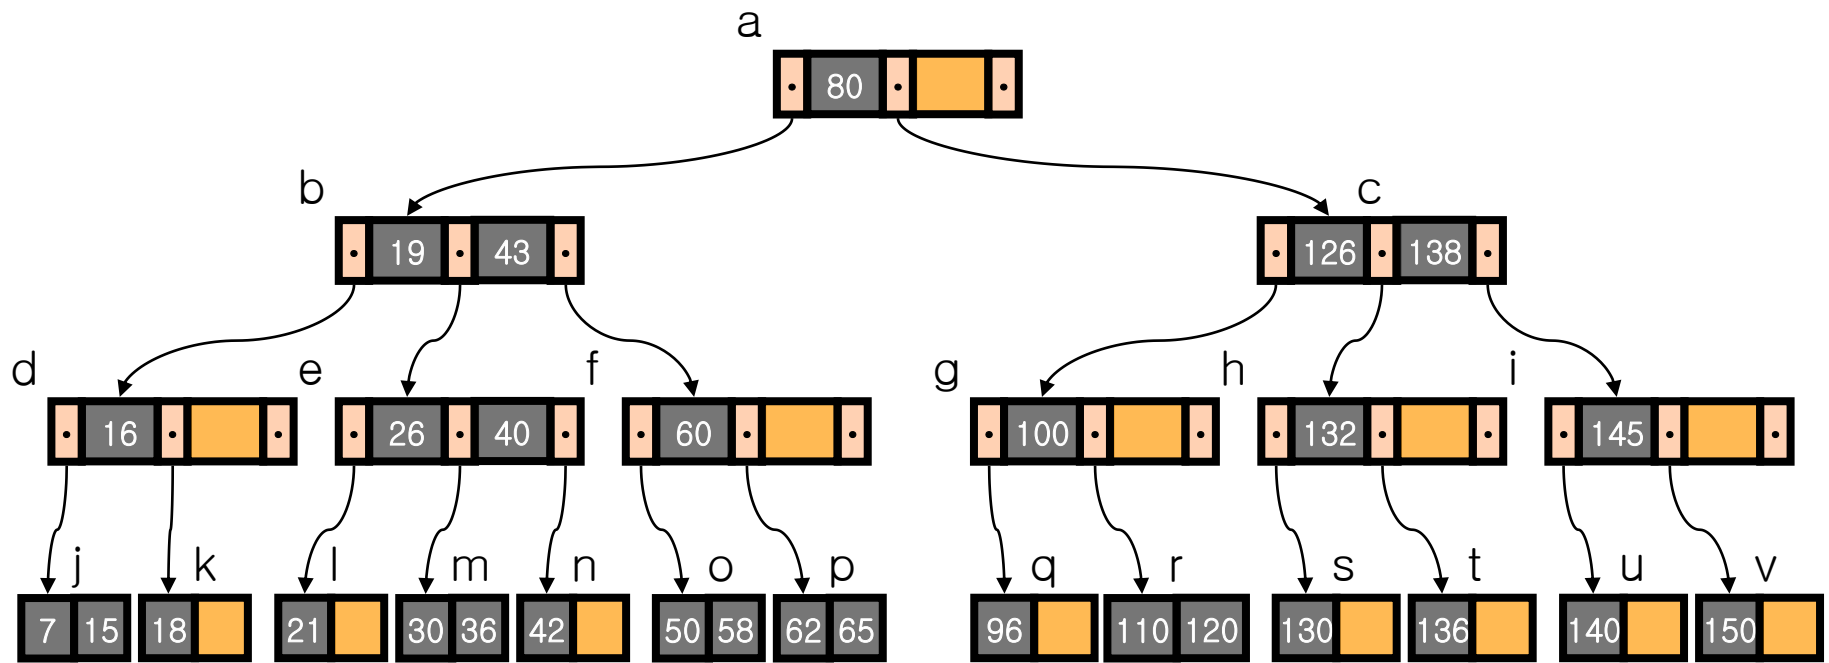 a
80
b c
19 43 126 138
d e f g h i
16 26 40 60 100 132 145
j k l m n o p q r s t u v
7 15 18 21 30 36 42 50 58 62 65 96 110 120 130 136 140 150